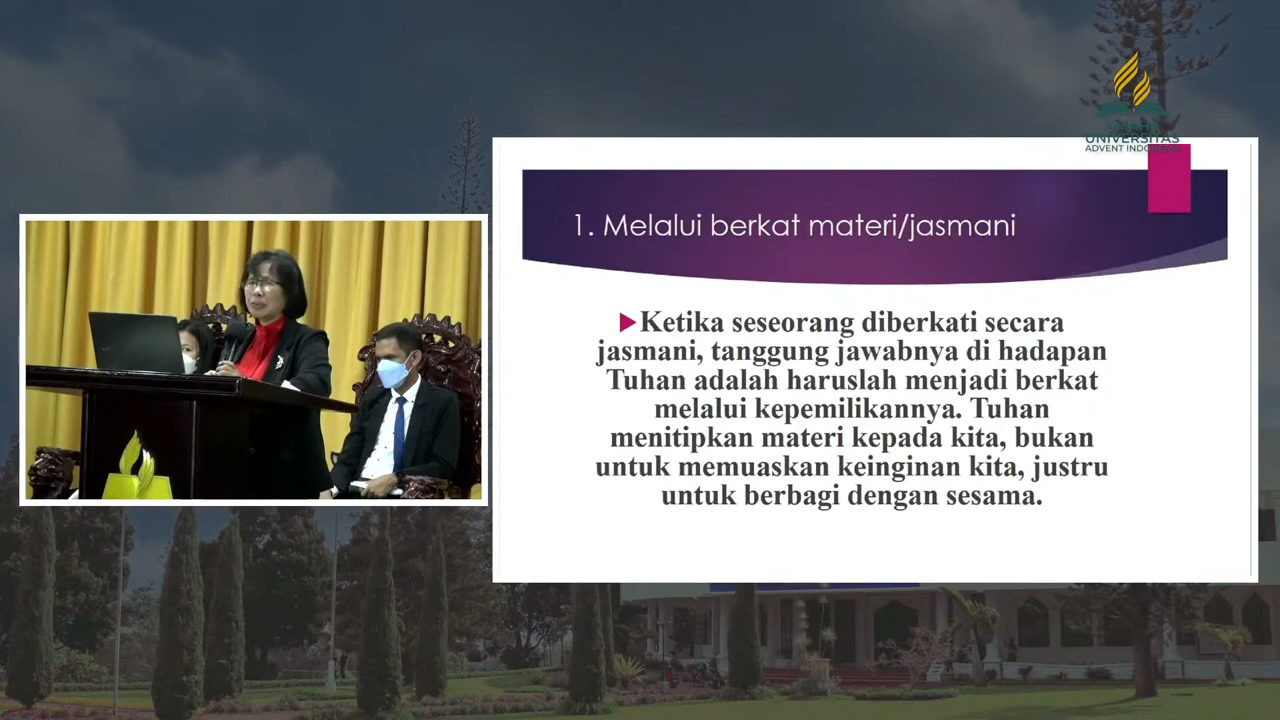 UNIVERSITAS
ADVENT INDONESIA
1. Melalui berkat materi/jasmani
Ketika seseorang diberkati secara
jasmani, tanggung jawabnya di hadapan
Tuhan adalah haruslah menjadi berkat
melalui kepemilikannya. Tuhan
menitipkan materi kepada kita, bukan
untuk memuaskan keinginan kita, justru
untuk berbagi dengan sesama.